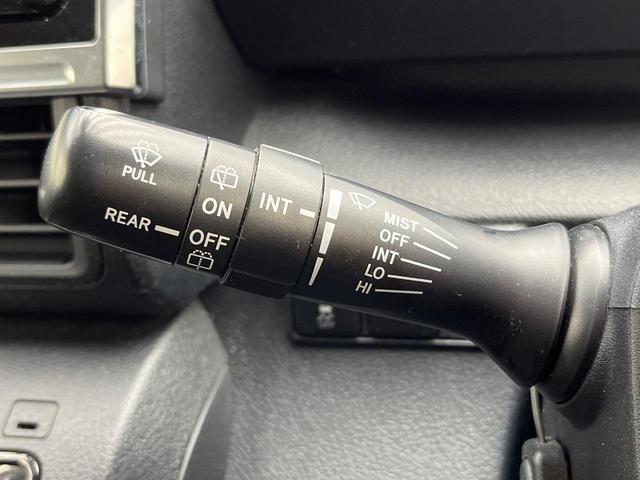 PULL
REAR
ON
OFF
INT
MIST
OFF
INT
LO
HI